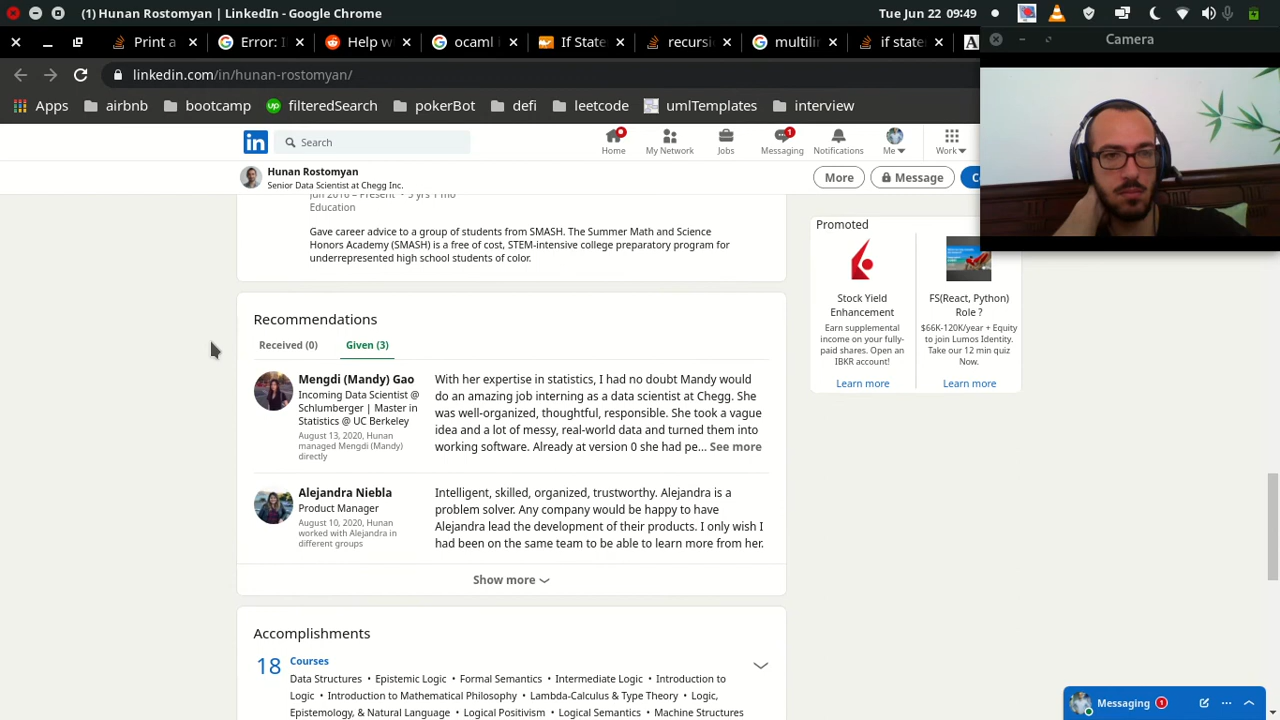 (1) Hunan Rostomyan | LinkedIn - Google Chrome
Tue Jun 22 09:49
Print a
Error: I
Help w
ocaml i
If State
recursi
multilin
if state
Camera
linkedin.com/in/hunan-rostomyan/
Apps
airbnb
bootcamp
filteredSearch
pokerBot
defi
leetcode
umlTemplates
interview
in
Search
Home
My Network
Jobs
1
Messaging
Notifications
Me
Work
Hunan Rostomyan
Senior Data Scientist at Chegg Inc.
More
Message
Jun 2016 – Present • 5 yrs 1 mo
Education
Gave career advice to a group of students from SMASH. The Summer Math and Science
Honors Academy (SMASH) is a free of cost, STEM-intensive college preparatory program for
underrepresented high school students of color.
Promoted
Stock Yield
Enhancement
Earn supplemental
income on your fully-
paid shares. Open an
IBKR account!
Learn more
FS(React, Python)
Role ?
$66K-120K/year + Equity
to join Lumos Identity.
Take our 12 min quiz
Now.
Learn more
Recommendations
Received (0)
Given (3)
Mengdi (Mandy) Gao
Incoming Data Scientist @
Schlumberger | Master in
Statistics @ UC Berkeley
August 13, 2020, Hunan
managed Mengdi (Mandy)
directly
With her expertise in statistics, I had no doubt Mandy would
do an amazing job interning as a data scientist at Chegg. She
was well-organized, thoughtful, responsible. She took a vague
idea and a lot of messy, real-world data and turned them into
working software. Already at version 0 she had pe... See more
Alejandra Niebla
Product Manager
August 10, 2020, Hunan
worked with Alejandra in
different groups
Intelligent, skilled, organized, trustworthy. Alejandra is a
problem solver. Any company would be happy to have
Alejandra lead the development of their products. I only wish I
had been on the same team to be able to learn more from her.
Show more
Accomplishments
18
Courses
Data Structures • Epistemic Logic • Formal Semantics • Intermediate Logic • Introduction to
Logic • Introduction to Mathematical Philosophy • Lambda-Calculus & Type Theory • Logic,
Epistemology, & Natural Language • Logical Positivism • Logical Semantics • Machine Structures
Messaging
1